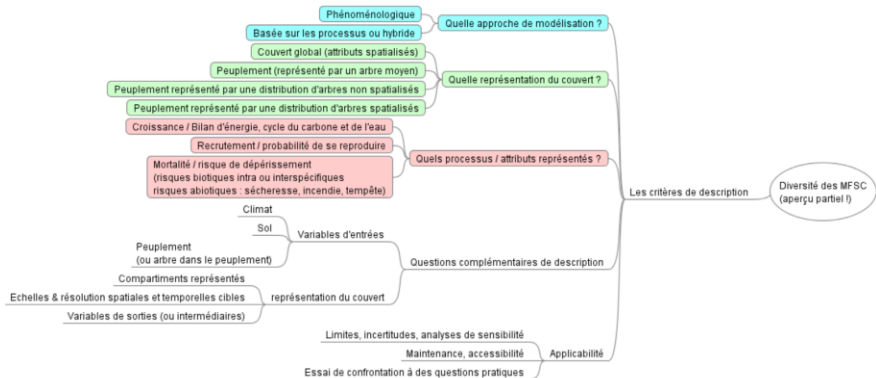 Phénoménologique
Basée sur les processus ou hybride
Quelle approche de modélisation ?
Couvert global (attributs spatialisés)
Peuplement (représenté par un arbre moyen)
Peuplement représenté par une distribution d'arbres non spatialisés
Peuplement représenté par une distribution d'arbres spatialisés
Quelle représentation du couvert ?
Croissance / Bilan d'énergie, cycle du carbone et de l'eau
Recrutement / probabilité de se reproduire
Mortalité / risque de dépérissement
(risques biotiques intra ou interspécifiques
risques abiotiques : sécheresse, incendie, tempête)
Quels processus / attributs représentés ?
Climat
Sol
Peuplement
(ou arbre dans le peuplement)
Variables d'entrées
Compartiments représentés
Echelles & résolution spatiales et temporelles cibles
Variables de sorties (ou intermédiaires)
représentation du couvert
Questions complémentaires de description
Limites, incertitudes, analyses de sensibilité
Maintenance, accessibilité
Essai de confrontation á des questions pratiques
Applicabilité
Les critères de description
Diversité des MFSC
(aperçu partiel !)